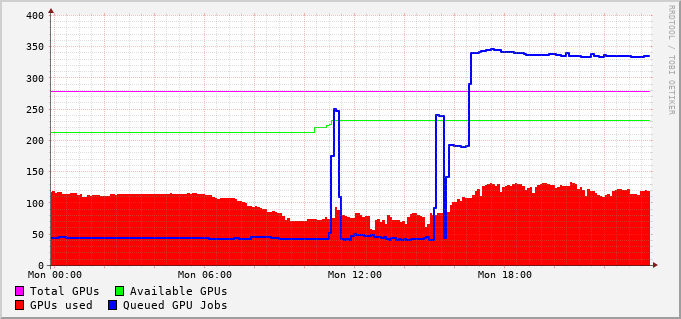 400
350
300
250
200
150
100
50
0
Mon 00:00 Mon 06:00 Mon 12:00 Mon 18:00
Total GPUs Available GPUs
GPUs used Queued GPU Jobs
RRDTOOL / TOBI OETIKER